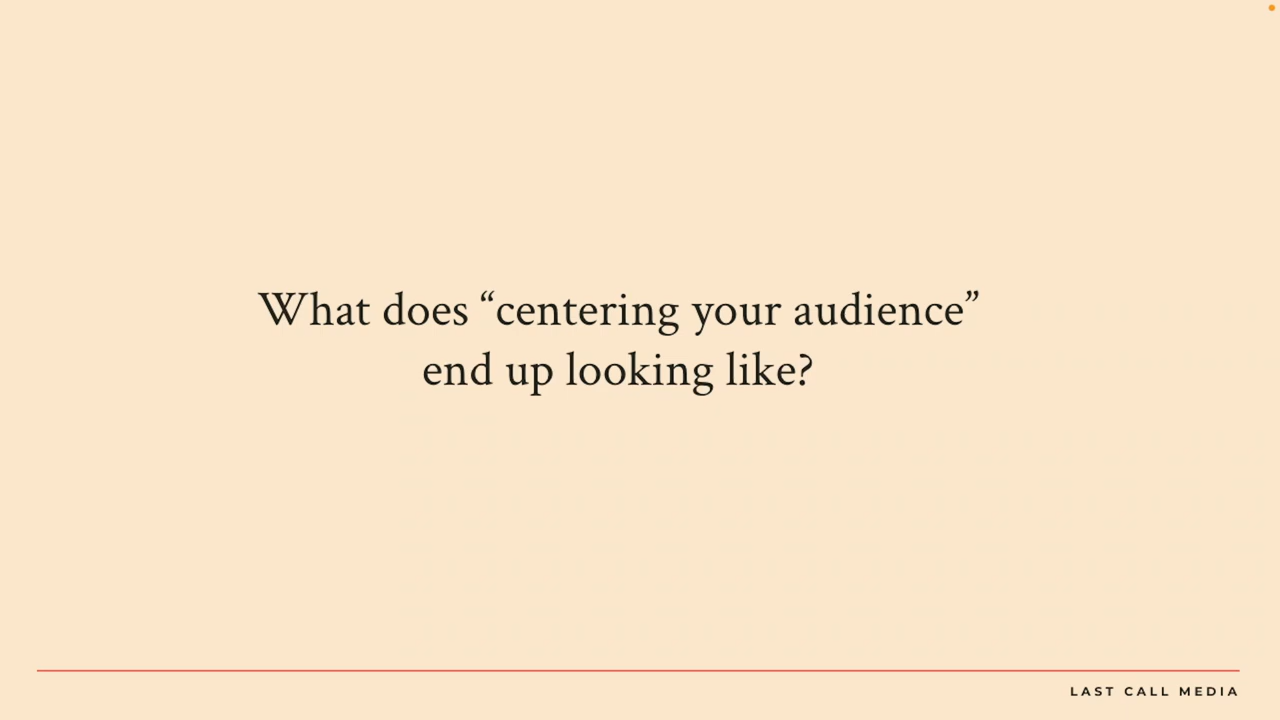 What does “centering your audience”
end up looking like?
LAST CALL MEDIA